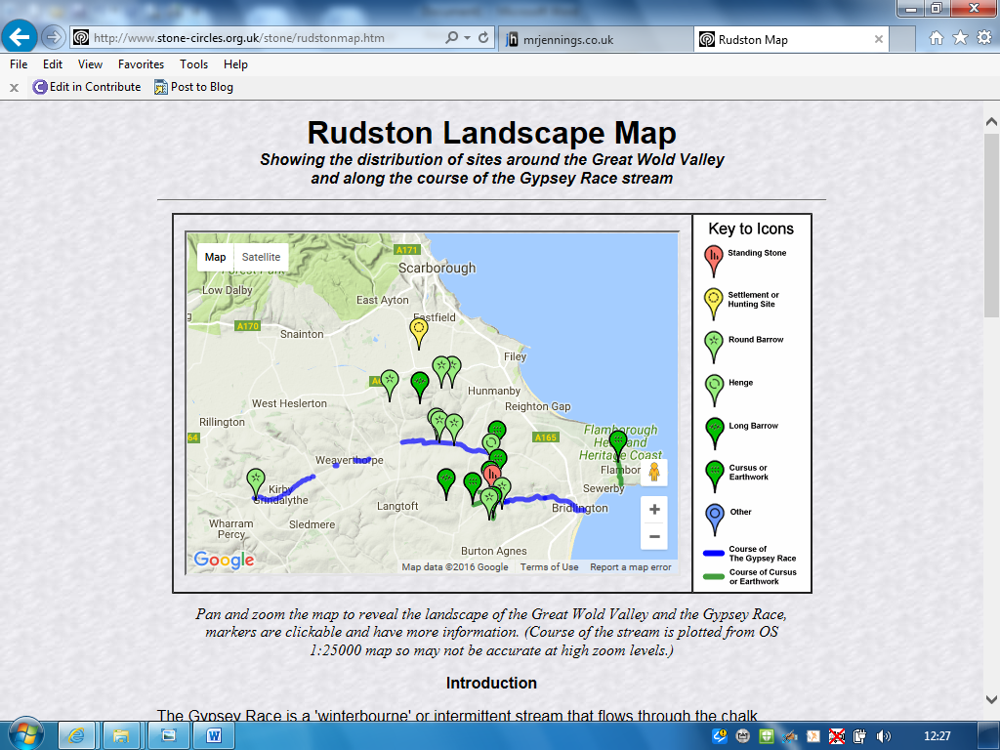 http://www.stone-circles.org.uk/stone/rudstonmap.htm
mrjennings.co.uk
Rudston Map
File Edit View Favorites Tools Help
Edit in Contribute
Post to Blog
Rudston Landscape Map
Showing the distribution of sites around the Great Wold Valley
and along the course of the Gypsey Race stream
Map Satellite
A171
Scarborough
Low Dalby
East Ayton
Eastfield
A170
Snainton
Filey
Hunmanby
West Heslerton
Reighton Gap
Rillington
64
A165
Flamborough
Heritage Coast
Weaverthorpe
Flambor
Kirby
Grindalythe
Sewerby
Langtoft
Bridlington
Wharram
Percy
Sledmere
Burton Agnes
Google
Map data ©2016 Google Terms of Use Report a map error
Key to Icons
Standing Stone
Settlement or
Hunting Site
Round Barrow
Henge
Long Barrow
Cursus or
Earthwork
Other
Course of
The Gypsey Race
Course of Cursus
or Earthwork
Pan and zoom the map to reveal the landscape of the Great Wold Valley and the Gypsey Race,
markers are clickable and have more information. (Course of the stream is plotted from OS
1:25000 map so may not be accurate at high zoom levels.)
Introduction
The Gypsey Race is a 'winterbourne' or intermittent stream that flows through the chalk
12:27